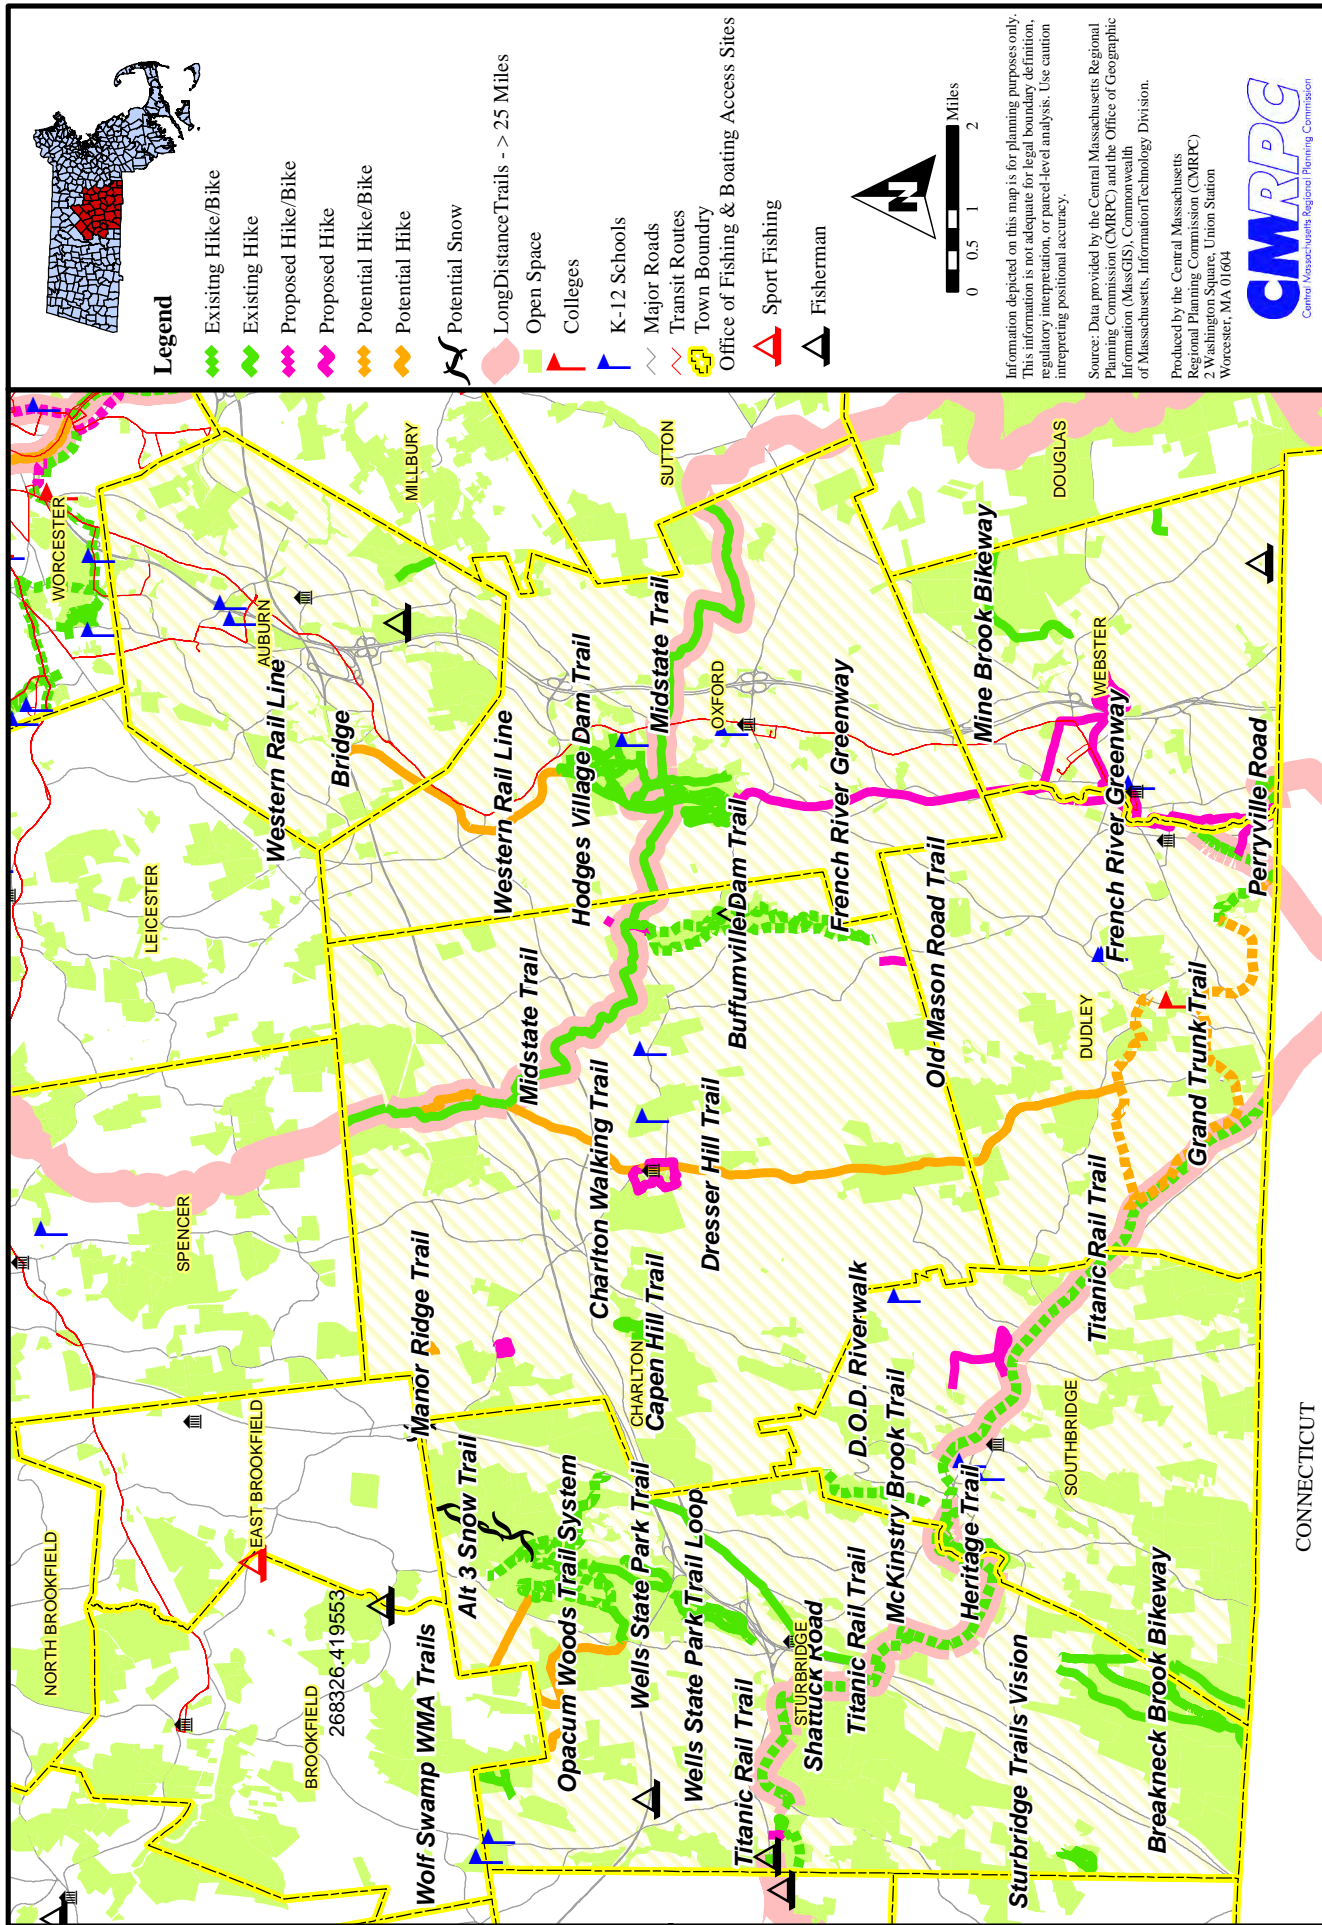 Legend
Exisitng Hike/Bike
Existing Hike
Proposed Hike/Bike
Proposed Hike
Potential Hike/Bike
Potential Hike
Potential Snow
LongDistanceTrails - > 25 Miles
Open Space
Colleges
K-12 Schools
Major Roads
Transit Routes
Town Boundry
Office of Fishing & Boating Access Sites
Sport Fishing
Fisherman
N
0 0.5 1 2
Miles
Information depicted on this map is for planning purposes only.
This information is not adequate for legal boundary definition,
regulatory interpretation, or parcel-level analysis. Use caution
intrepreting positional accuracy.
Source: Data provided by the Central Massachusetts Regional
Planning Commission (CMRPC) and the Office of Geographic
Information (MassGIS), Commonwealth
of Massachusetts, InformationTechnology Division.
Produced by the Central Massachusetts
Regional Planning Commission (CMRPC)
2 Washington Square, Union Station
Worcester, MA 01604
CMRPC
Central Massachusetts Regional Planning Commission
NORTH BROOKFIELD
EAST BROOKFIELD
BROOKFIELD
268326.419553
SPENCER
LEICESTER
WORCESTER
AUBURN
MILLBURY
SUTTON
OXFORD
DOUGLAS
WEBSTER
DUDLEY
CHARLTON
SOUTHBRIDGE
STURBRIDGE
CONNECTICUT
Western Rail Line
Bridge
Western Rail Line
Hodges Village Dam Trail
Midstate Trail
Midstate Trail
Buffumville Dam Trail
French River Greenway
Mine Brook Bikeway
French River Greenway
Perryville Road
Old Mason Road Trail
Grand Trunk Trail
Charlton Walking Trail
Dresser Hill Trail
Capen Hill Trail
Manor Ridge Trail
Alt 3 Snow Trail
Wolf Swamp WMA Trails
Opacum Woods Trail System
Wells State Park Trail
Wells State Park Trail Loop
Titanic Rail Trail
Shattuck Road
Titanic Rail Trail
McKinstry Brook Trail
D.O.D. Riverwalk
Heritage Trail
Titanic Rail Trail
Sturbridge Trails Vision
Breakneck Brook Bikeway